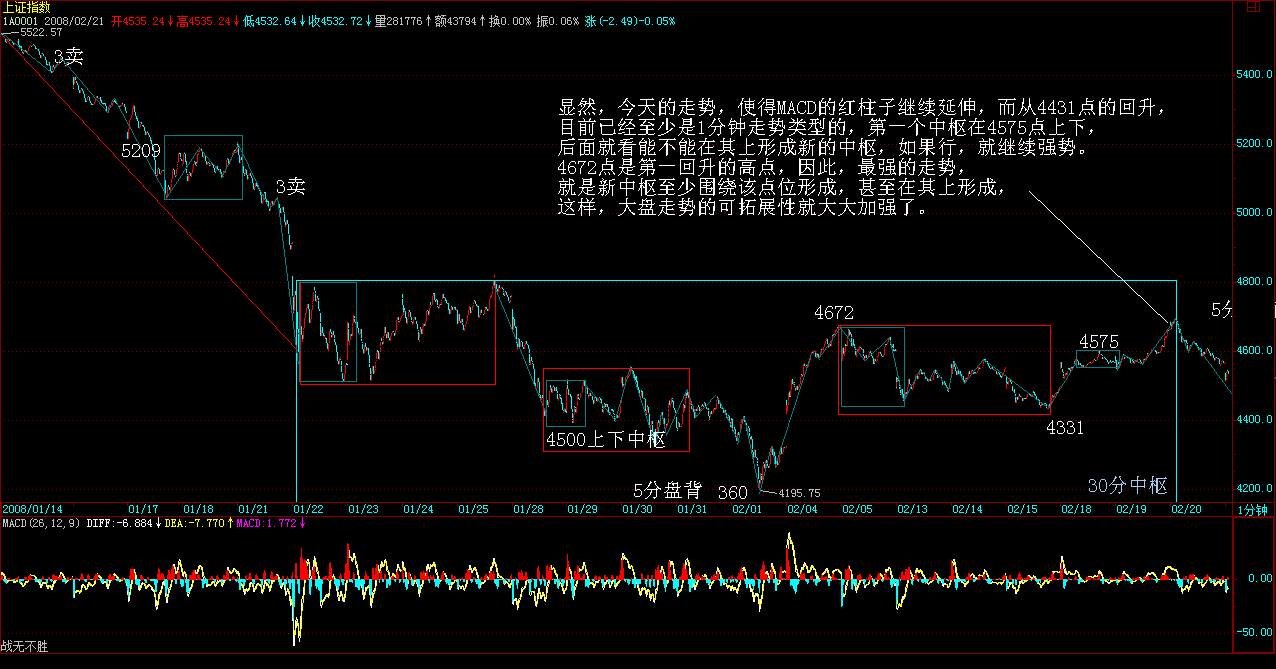 上证指数
1A0001 2008/02/21 开4535.24↓高4535.24↓低4532.64↓收4532.72↓量281776↑额43794↑换0.00% 振0.06% 涨(-2.49)-0.05%
5522.57
3卖
5400.0
显然，今天的走势，使得MACD的红柱子继续延伸，而从4431点的回升，
目前已经至少是1分钟走势类型的，第一个中枢在4575点上下，
后面就看能不能在其上形成新的中枢，如果行，就继续强势。
4672点是第一回升的高点，因此，最强的走势，
就是新中枢至少围绕该点位形成，甚至在其上形成，
这样，大盘走势的可拓展性就大大加强了。
5209
5200.0
3卖
5000.0
4800.0
4672
5分
4575
4600.0
4331
4400.0
4500上下中枢
5分盘背
360
4195.75
30分中枢
4200.0
2008/01/14 01/17 01/18 01/21 01/22 01/23 01/24 01/25 01/28 01/29 01/30 01/31 02/01 02/04 02/05 02/13 02/14 02/15 02/18 02/19 02/20 1分钟
MACD(26,12,9) DIFF:-6.884↓DEA:-7.770↑MACD:1.772↓
0.00
-50.00
战无不胜